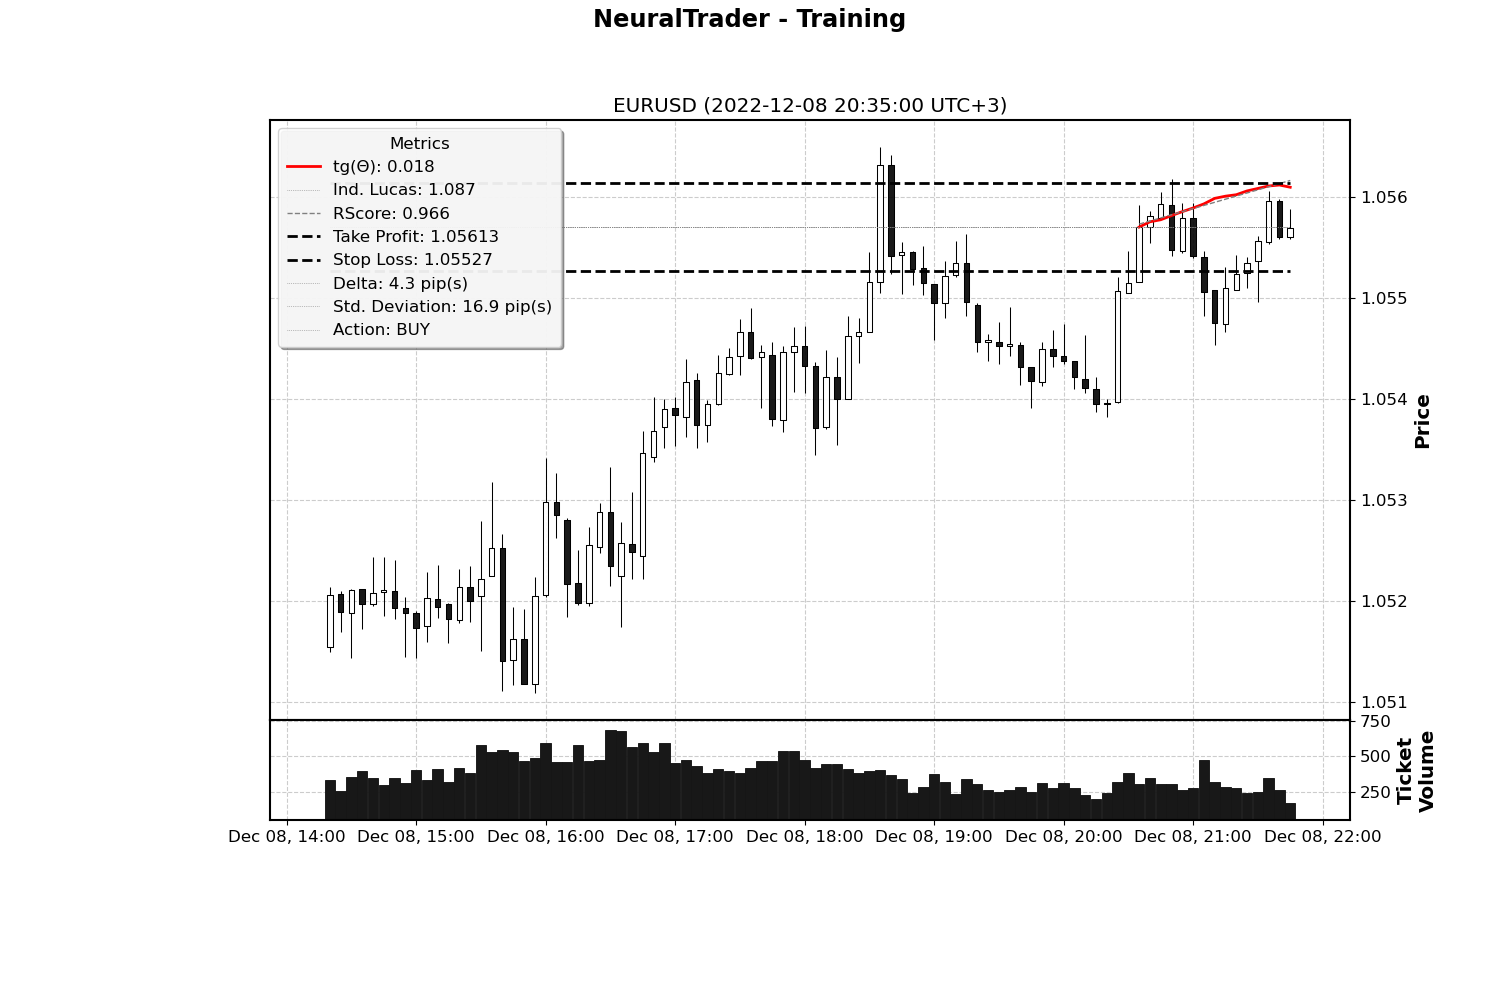 NeuralTrader - Training
EURUSD (2022-12-08 20:35:00 UTC+3)
Metrics
tg(Θ): 0.018
Ind. Lucas: 1.087
RScore: 0.966
Take Profit: 1.05613
Stop Loss: 1.05527
Delta: 4.3 pip(s)
Std. Deviation: 16.9 pip(s)
Action: BUY
1.056
1.055
1.054
1.053
1.052
1.051
Price
750
500
250
Ticket
Volume
Dec 08, 14:00 Dec 08, 15:00 Dec 08, 16:00 Dec 08, 17:00 Dec 08, 18:00 Dec 08, 19:00 Dec 08, 20:00 Dec 08, 21:00 Dec 08, 22:00